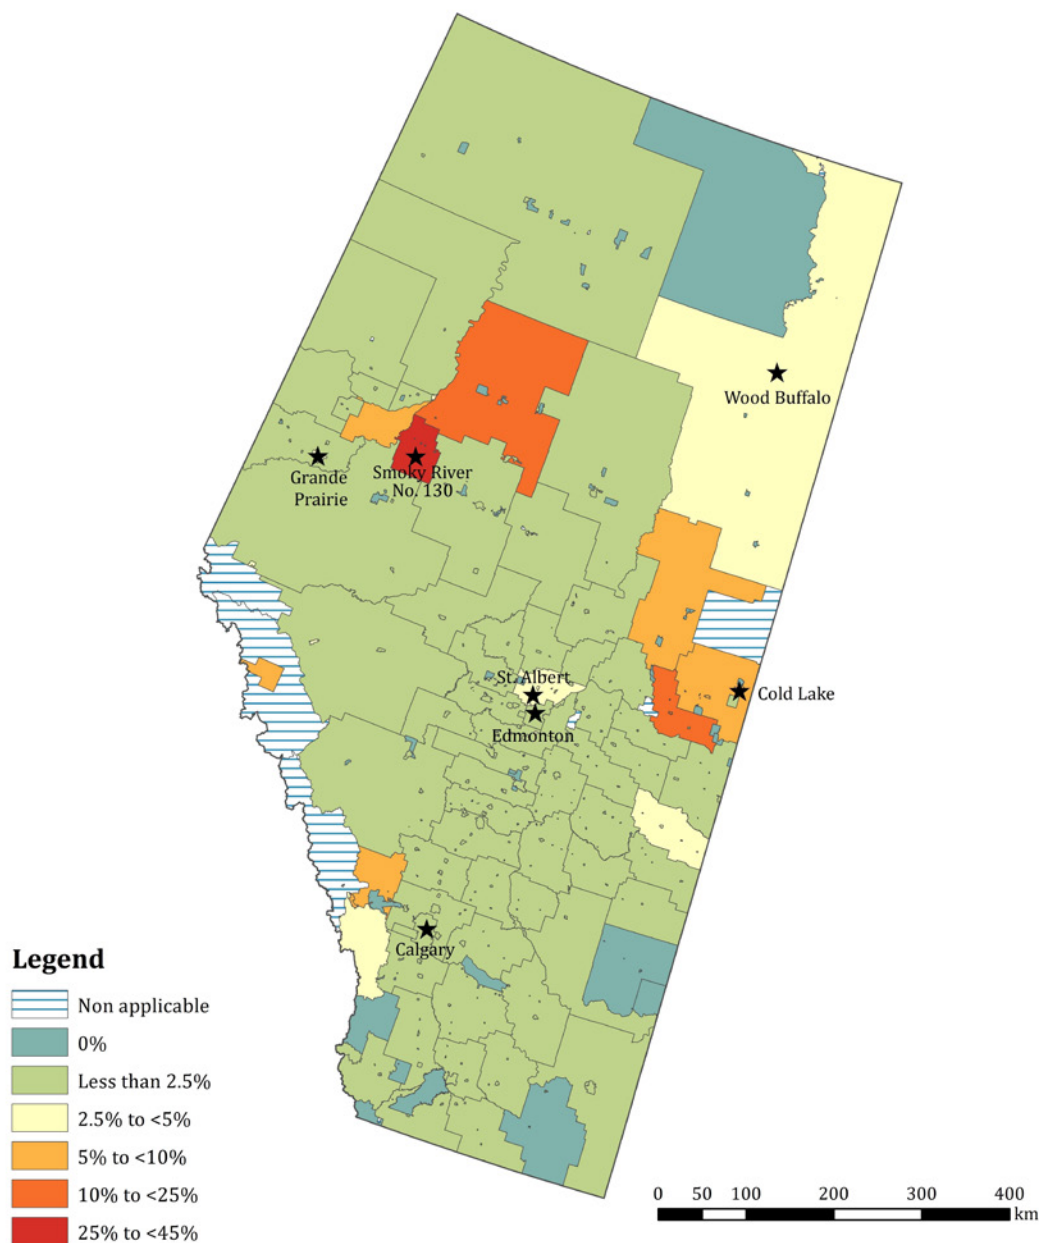 Wood Buffalo
Grande
Prairie
Smoky River
No. 130
St. Albert
Edmonton
Cold Lake
Calgary
Legend
Non applicable
0%
Less than 2.5%
2.5% to <5%
5% to <10%
10% to <25%
25% to <45%
0 50 100 200 300 400
km